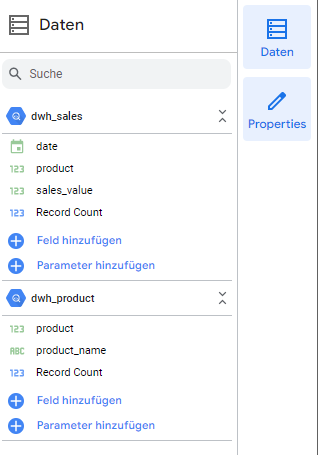 Daten
Suche
dwh_sales
date
123 product
123 sales_value
123 Record Count
Feld hinzufügen
Parameter hinzufügen
dwh_product
123 product
ABC product_name
123 Record Count
Feld hinzufügen
Parameter hinzufügen
Daten
Properties